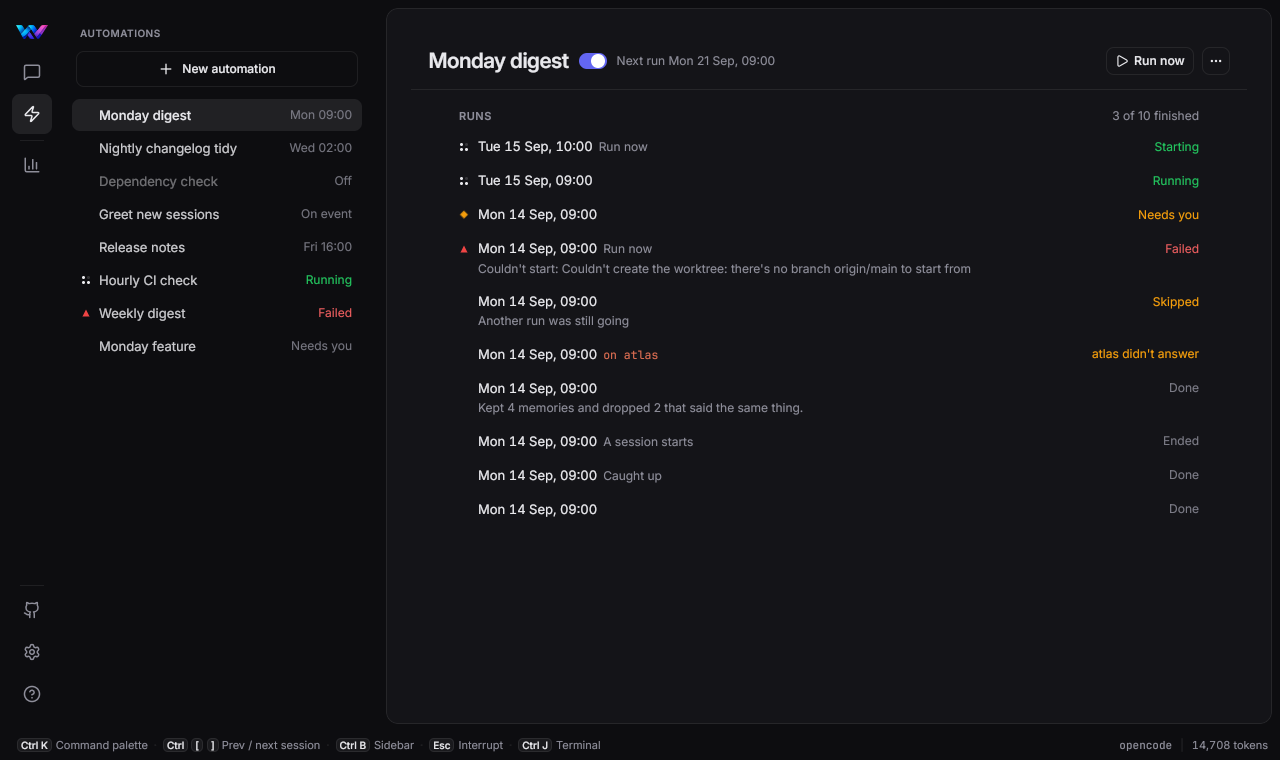 AUTOMATIONS
New automation
Monday digest Mon 09:00
Nightly changelog tidy Wed 02:00
Dependency check Off
Greet new sessions On event
Release notes Fri 16:00
Hourly CI check Running
Weekly digest Failed
Monday feature Needs you
Monday digest Next run Mon 21 Sep, 09:00 Run now
RUNS 3 of 10 finished
Tue 15 Sep, 10:00 Run now Starting
Tue 15 Sep, 09:00 Running
Mon 14 Sep, 09:00 Needs you
Mon 14 Sep, 09:00 Run now Failed
Couldn't start: Couldn't create the worktree: there's no branch origin/main to start from
Mon 14 Sep, 09:00 Skipped
Another run was still going
Mon 14 Sep, 09:00 on atlas atlas didn't answer
Mon 14 Sep, 09:00 Done
Kept 4 memories and dropped 2 that said the same thing.
Mon 14 Sep, 09:00 A session starts Ended
Mon 14 Sep, 09:00 Caught up Done
Mon 14 Sep, 09:00 Done
Ctrl K Command palette · Ctrl [ ] Prev / next session · Ctrl B Sidebar · Esc Interrupt · Ctrl J Terminal opencode 14,708 tokens